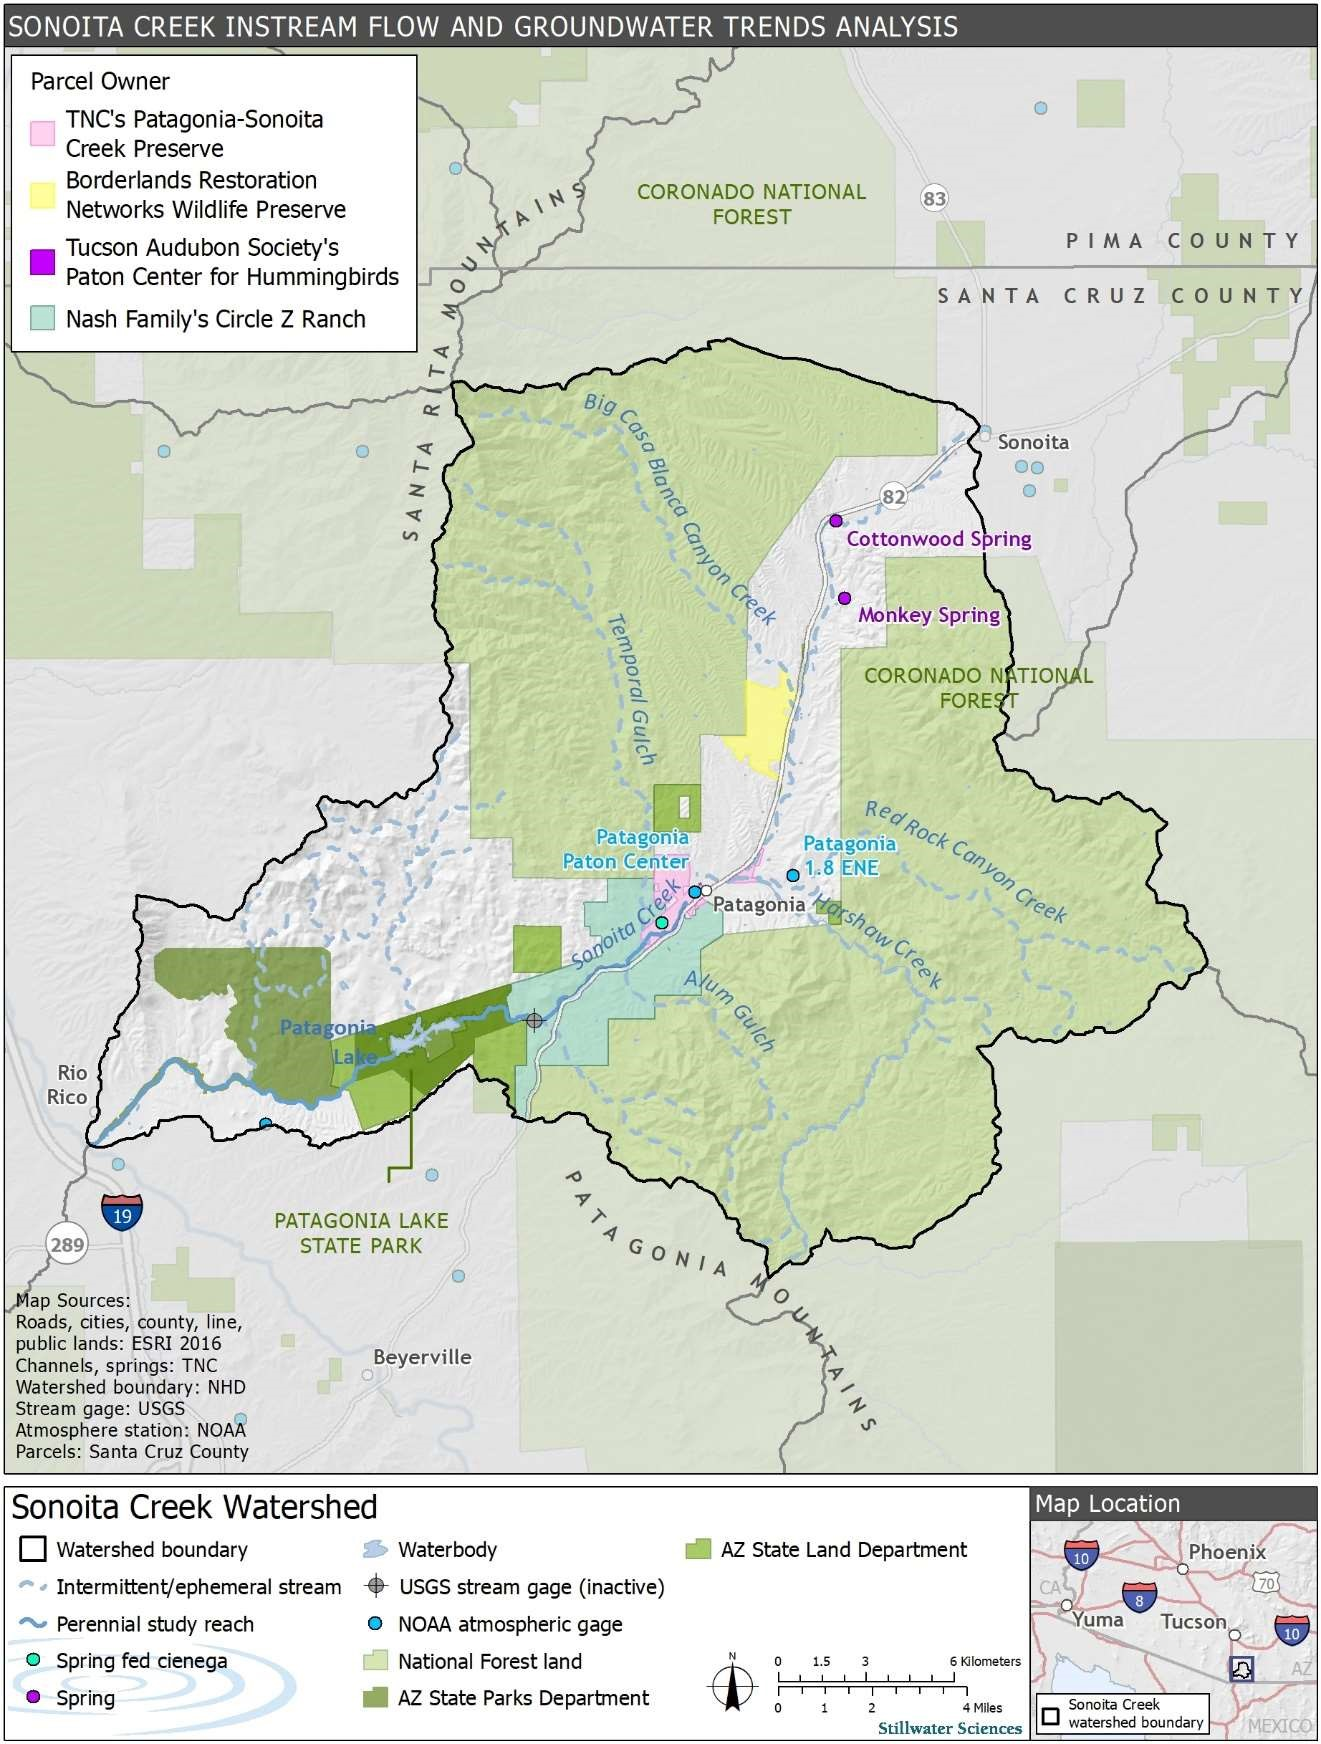 SONOITA CREEK INSTREAM FLOW AND GROUNDWATER TRENDS ANALYSIS
Parcel Owner
TNC's Patagonia-Sonoita
Creek Preserve
Borderlands Restoration
Networks Wildlife Preserve
Tucson Audubon Society's
Paton Center for Hummingbirds
Nash Family's Circle Z Ranch
CORONADO NATIONAL
FOREST
83
PIMA COUNTY
SANTA CRUZ COUNTY
SANTA RITA MOUNTAINS
Big Casa Blanca Canyon Creek
Sonoita
82
Cottonwood Spring
Monkey Spring
Temporal Gulch
CORONADO NATIONAL
FOREST
Red Rock Canyon Creek
Patagonia
Paton Center
Patagonia
1.8 ENE
Patagonia
Harshaw Creek
Sonoita Creek
Alum Gulch
Patagonia
Lake
Rio
Rico
19
289
PATAGONIA LAKE
STATE PARK
PATAGONIA MOUNTAINS
Beyerville
Map Sources:
Roads, cities, county, line,
public lands: ESRI 2016
Channels, springs: TNC
Watershed boundary: NHD
Stream gage: USGS
Atmosphere station: NOAA
Parcels: Santa Cruz County
Sonoita Creek Watershed
Watershed boundary
Intermittent/ephemeral stream
Perennial study reach
Spring fed cienega
Spring
Waterbody
USGS stream gage (inactive)
NOAA atmospheric gage
National Forest land
AZ State Parks Department
AZ State Land Department
N
0 1.5 3 6 Kilometers
0 1 2 4 Miles
Stillwater Sciences
Map Location
10
Phoenix
70
CA
8
Yuma
Tucson
10
AZ
Sonoita Creek
watershed boundary
MEXICO